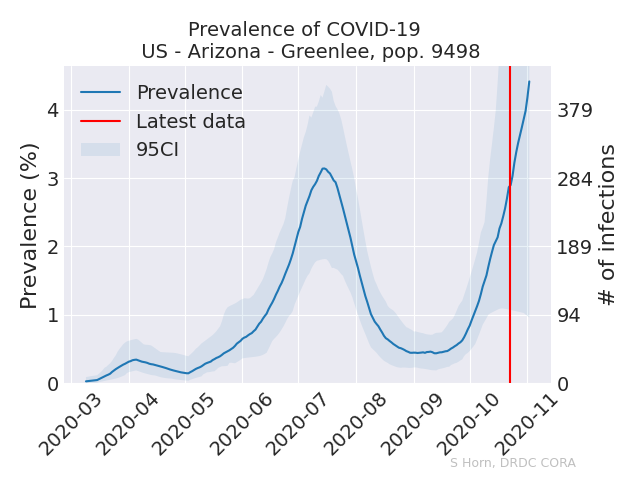 Prevalence of COVID-19
US - Arizona - Greenlee, pop. 9498
Prevalence
Latest data
95CI
Prevalence (%)
4
3
2
1
0
379
284
189
94
0
# of infections
2020-03
2020-04
2020-05
2020-06
2020-07
2020-08
2020-09
2020-10
2020-11
S Horn, DRDC CORA